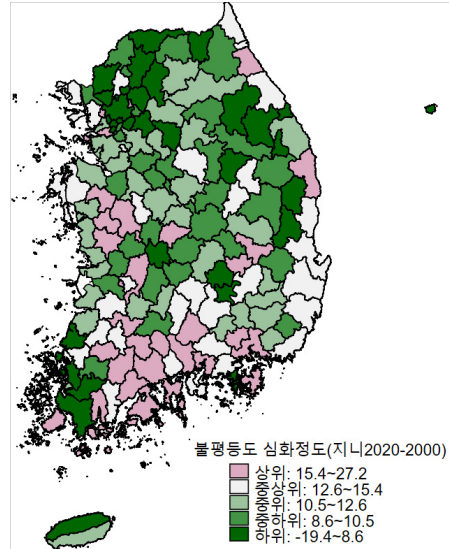 불평등도 심화정도(지니2020-2000)
상위: 15.4~27.2
중상위: 12.6~15.4
중위: 10.5~12.6
중하위: 8.6~10.5
하위: -19.4~8.6